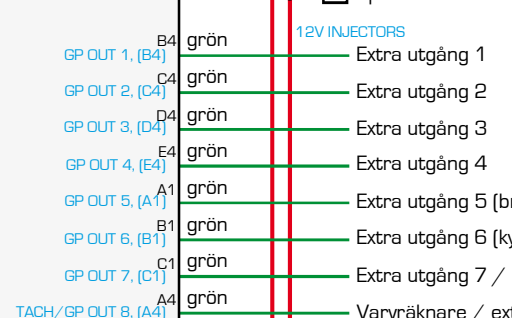 12V INJECTORS
B4 grön
GP OUT 1, (B4) Extra utgång 1
C4 grön
GP OUT 2, (C4) Extra utgång 2
D4 grön
GP OUT 3, (D4) Extra utgång 3
E4 grön
GP OUT 4, (E4) Extra utgång 4
A1 grön
GP OUT 5, (A1) Extra utgång 5 (br
B1 grön
GP OUT 6, (B1) Extra utgång 6 (ky
C1 grön
GP OUT 7, (C1) Extra utgång 7 /
A4 grön
TACH/GP OUT 8, (A4) Varvräknare / ext